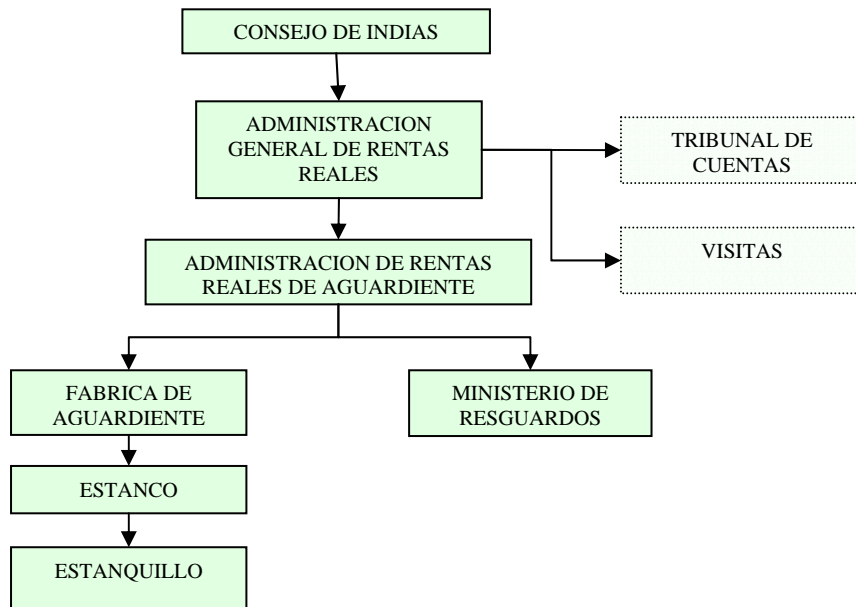 CONSEJO DE INDIAS
ADMINISTRACION
GENERAL DE RENTAS
REALES
TRIBUNAL DE
CUENTAS
VISITAS
ADMINISTRACION DE RENTAS
REALES DE AGUARDIENTE
FABRICA DE
AGUARDIENTE
MINISTERIO DE
RESGUARDOS
ESTANCO
ESTANQUILLO